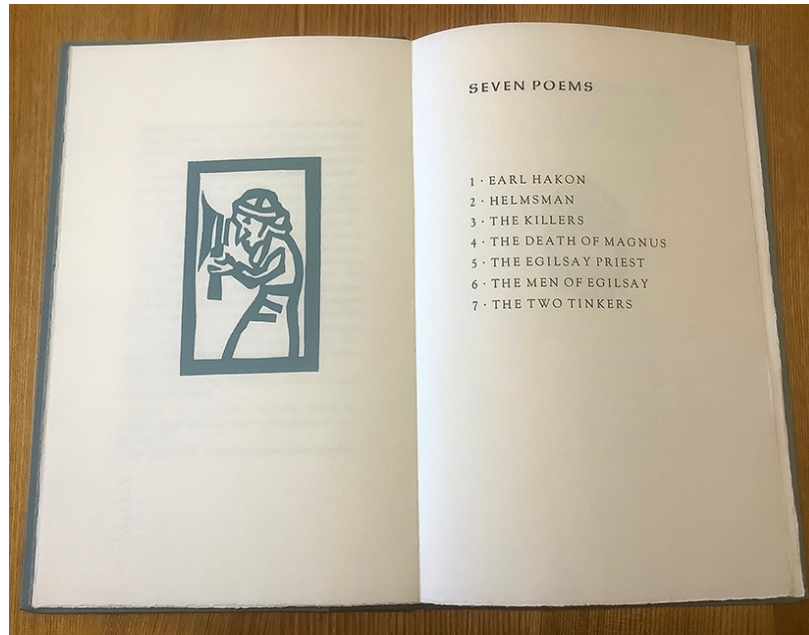 SEVEN POEMS
1 · EARL HAKON
2 · HELMSMAN
3 · THE KILLERS
4 · THE DEATH OF MAGNUS
5 · THE EGILSAY PRIEST
6 · THE MEN OF EGILSAY
7 · THE TWO TINKERS